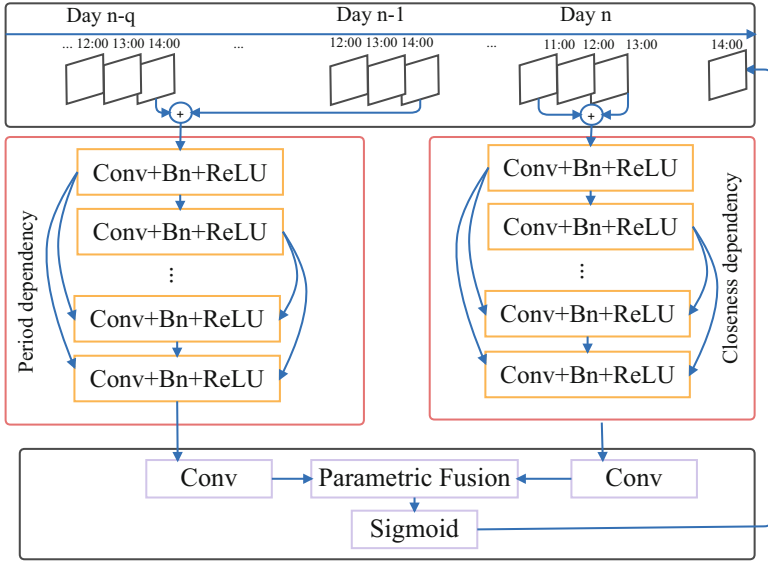 Day n-q Day n-1 Day n
... 12:00 13:00 14:00 ... 12:00 13:00 14:00 ... 11:00 12:00 13:00 14:00
+ +
Period dependency
Conv+Bn+ReLU
Conv+Bn+ReLU
...
Conv+Bn+ReLU
Conv+Bn+ReLU
Conv+Bn+ReLU
Conv+Bn+ReLU
...
Conv+Bn+ReLU
Conv+Bn+ReLU
Closeness dependency
Conv Parametric Fusion Conv
Sigmoid